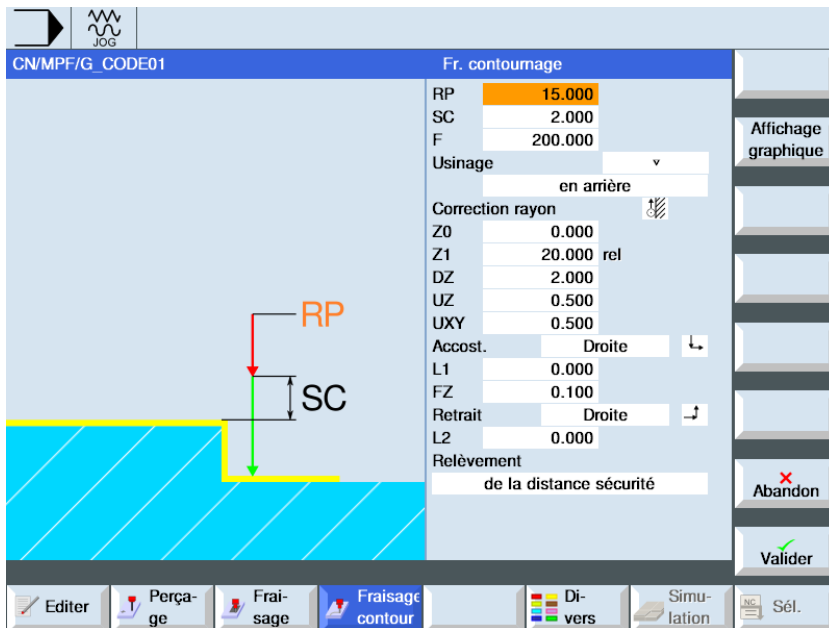 JOG
CN/MPF/G_CODE01
Fr. contournage
RP 15.000
SC 2.000
F 200.000
Usinage v
en arrière
Correction rayon
Z0 0.000
Z1 20.000 rel
DZ 2.000
UZ 0.500
UXY 0.500
Accost. Droite
L1 0.000
FZ 0.100
Retrait Droite
L2 0.000
Relèvement
de la distance sécurité
RP
SC
Affichage
graphique
Abandon
Valider
Editer
Perça-
ge
Frai-
sage
Fraisage
contour
Di-
vers
Simu-
lation
NC
Sél.